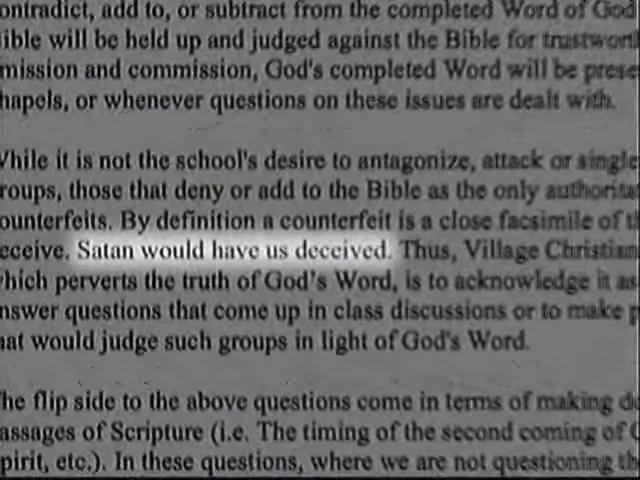 ontradict, add to, or subtract from the completed Word of God
ible will be held up and judged against the Bible for trustwort
mission and commission, God's completed Word will be prese
hapels, or whenever questions on these issues are dealt with.
While it is not the school's desire to antagonize, attack or single
roups, those that deny or add to the Bible as the only authorita
ounterfeits. By definition a counterfeit is a close facsimile of t
eceive. Satan would have us deceived. Thus, Village Christian
hich perverts the truth of God's Word, is to acknowledge it as
nswer questions that come up in class discussions or to make p
hat would judge such groups in light of God's Word.
he flip side to the above questions come in terms of making d
assages of Scripture (i.e. The timing of the second coming of C
pirit, etc.). In these questions, where we are not questioning th